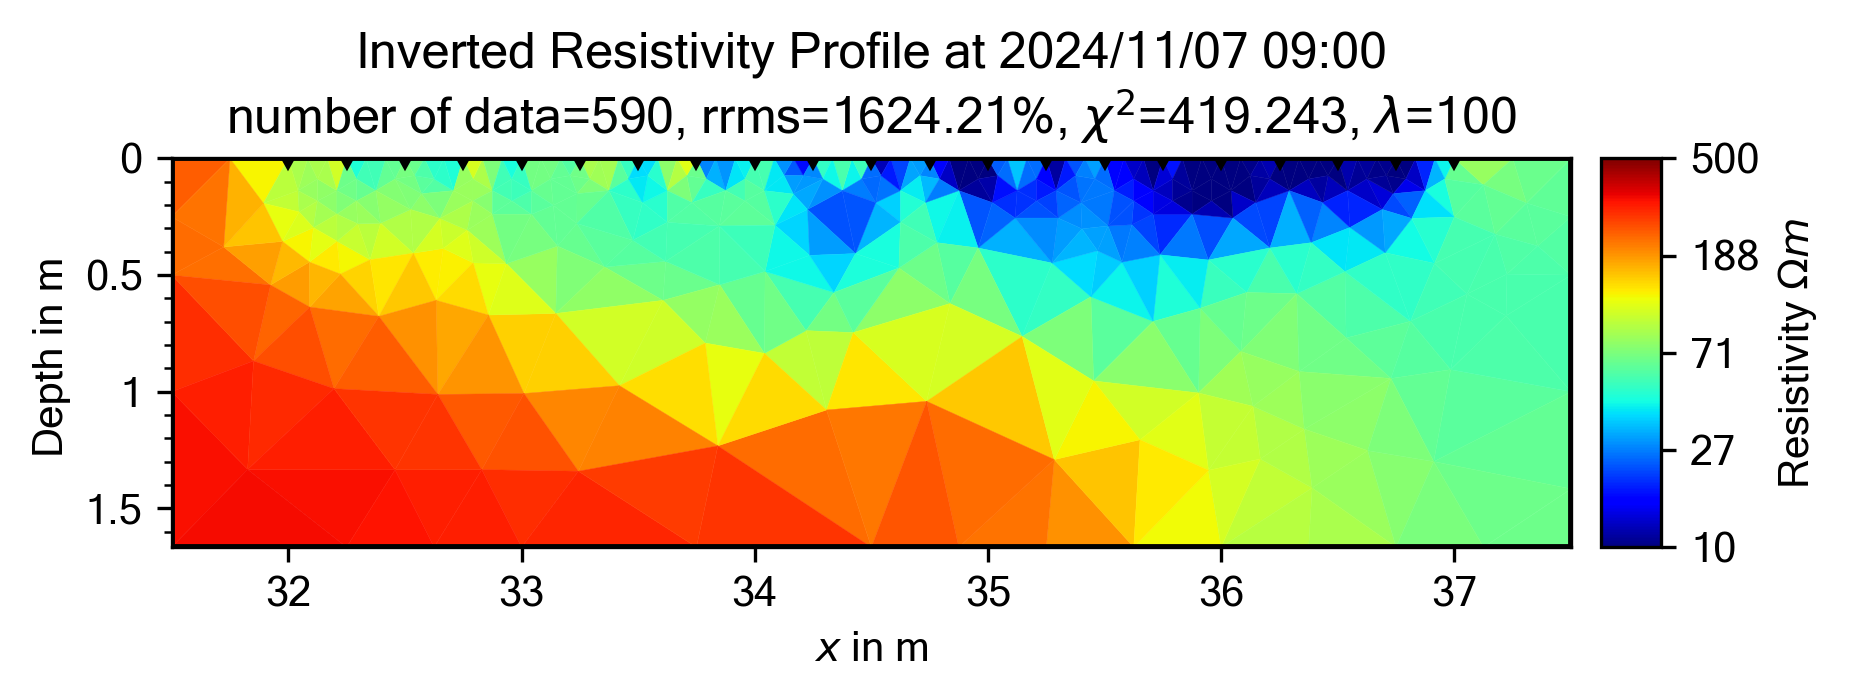 Inverted Resistivity Profile at 2024/11/07 09:00
number of data=590, rrms=1624.21%, χ²=419.243, λ=100
0
0.5
1
1.5
Depth in m
32 33 34 35 36 37
x in m
500
188
71
27
10
Resistivity Ωm